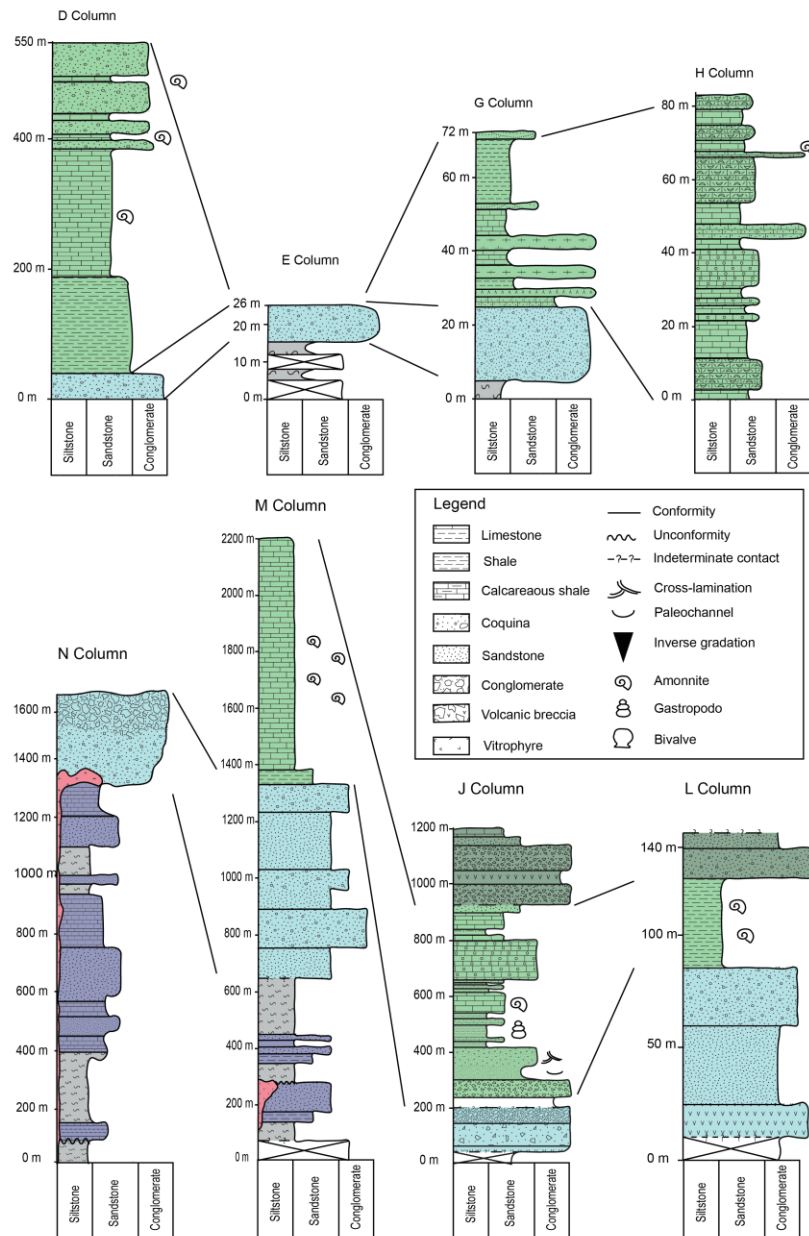 D Column
550 m
400 m
200 m
0 m
Siltstone
Sandstone
Conglomerate
E Column
26 m
20 m
10 m
0 m
Siltstone
Sandstone
Conglomerate
G Column
72 m
60 m
40 m
20 m
0 m
Siltstone
Sandstone
Conglomerate
H Column
80 m
60 m
40 m
20 m
0 m
Siltstone
Sandstone
Conglomerate
N Column
1600 m
1400 m
1200 m
1000 m
800 m
600 m
400 m
200 m
0 m
Siltstone
Sandstone
Conglomerate
M Column
2200 m
2200 m
1800 m
1600 m
1400 m
1200 m
1000 m
800 m
600 m
400 m
200 m
0 m
Siltstone
Sandstone
Conglomerate
Legend
Limestone
Shale
Calcareaous shale
Coquina
Sandstone
Conglomerate
Volcanic breccia
Vitrophyre
Conformity
Unconformity
Indeterminate contact
Cross-lamination
Paleochannel
Inverse gradation
Amonnite
Gastropodo
Bivalve
J Column
1200 m
1000 m
800 m
600 m
400 m
200 m
0 m
Siltstone
Sandstone
Conglomerate
L Column
140 m
100 m
50 m
0 m
Siltstone
Sandstone
Conglomerate